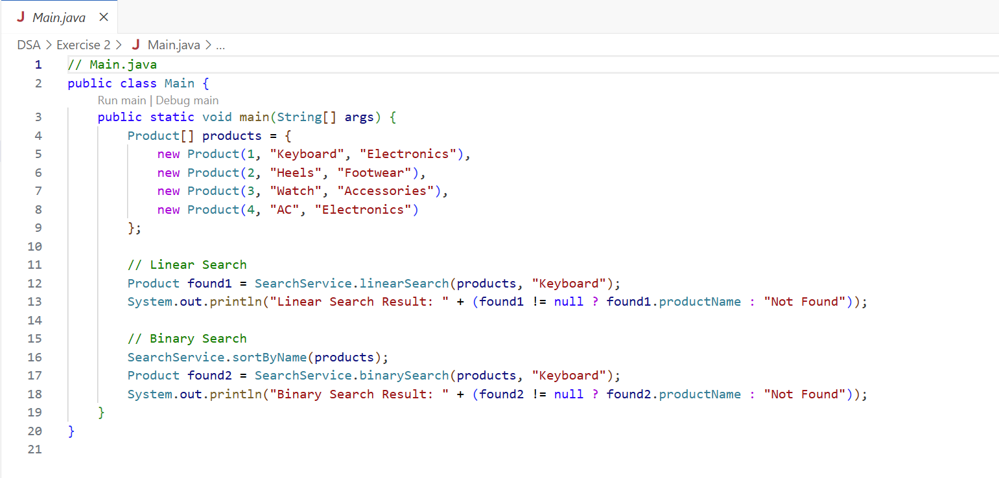 J Main.java ×
DSA > Exercise 2 > J Main.java > ...
1 // Main.java
2 public class Main {
Run main | Debug main
3     public static void main(String[] args) {
4         Product[] products = {
5             new Product(1, "Keyboard", "Electronics"),
6             new Product(2, "Heels", "Footwear"),
7             new Product(3, "Watch", "Accessories"),
8             new Product(4, "AC", "Electronics")
9         };
10
11         // Linear Search
12         Product found1 = SearchService.linearSearch(products, "Keyboard");
13         System.out.println("Linear Search Result: " + (found1 != null ? found1.productName : "Not Found"));
14
15         // Binary Search
16         SearchService.sortByName(products);
17         Product found2 = SearchService.binarySearch(products, "Keyboard");
18         System.out.println("Binary Search Result: " + (found2 != null ? found2.productName : "Not Found"));
19     }
20 }
21